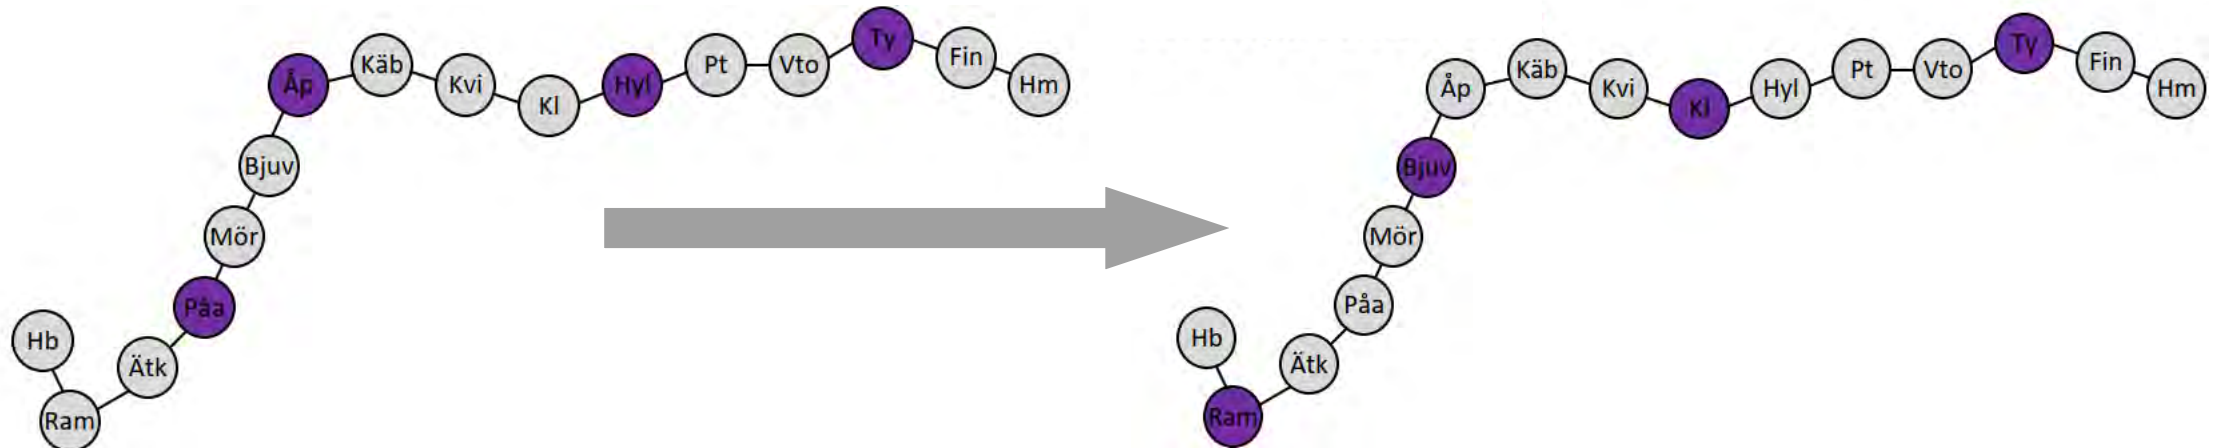 Hb
Ram
Ätk
Påa
Mör
Bjuv
Åp
Käb
Kvi
Kl
Hyl
Pt
Vto
Ty
Fin
Hm
Hb
Ram
Ätk
Påa
Mör
Bjuv
Åp
Käb
Kvi
Kl
Hyl
Pt
Vto
Ty
Fin
Hm